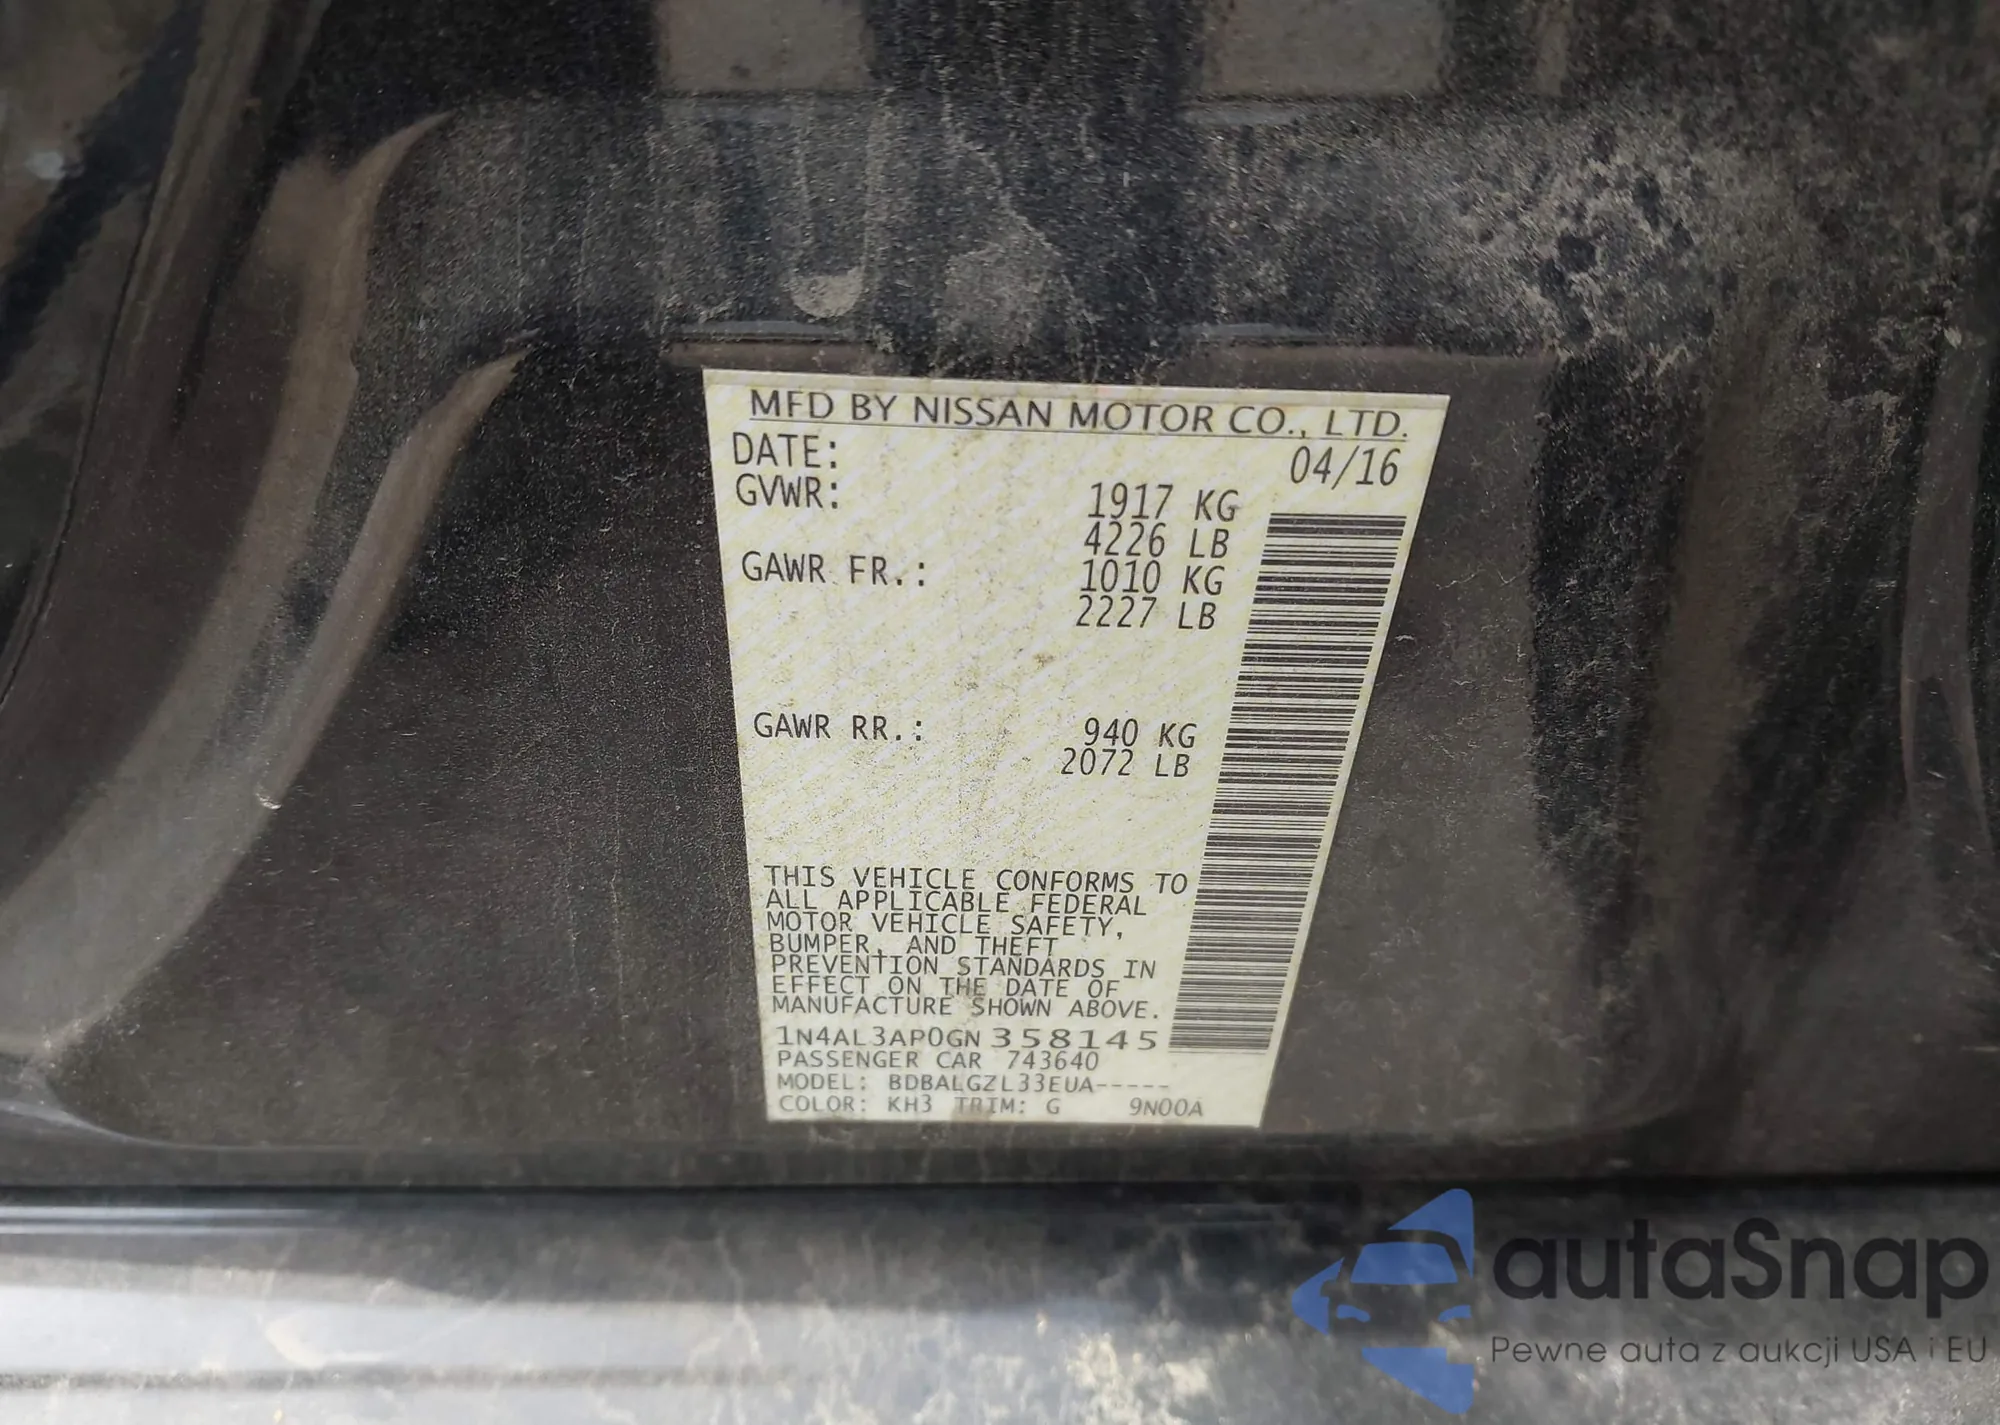 MFD BY NISSAN MOTOR CO., LTD.
DATE: 04/16
GVWR: 1917 KG
4226 LB
GAWR FR.: 1010 KG
2227 LB
GAWR RR.: 940 KG
2072 LB
THIS VEHICLE CONFORMS TO
ALL APPLICABLE FEDERAL
MOTOR VEHICLE SAFETY,
BUMPER, AND THEFT
PREVENTION STANDARDS IN
EFFECT ON THE DATE OF
MANUFACTURE SHOWN ABOVE.
1N4AL3AP0GN358145
PASSENGER CAR 743640
MODEL: BDBALGZL33EUA-----
COLOR: KH3 TRIM: G 9N00A
autaSnap
Pewne auta z aukcji USA i EU